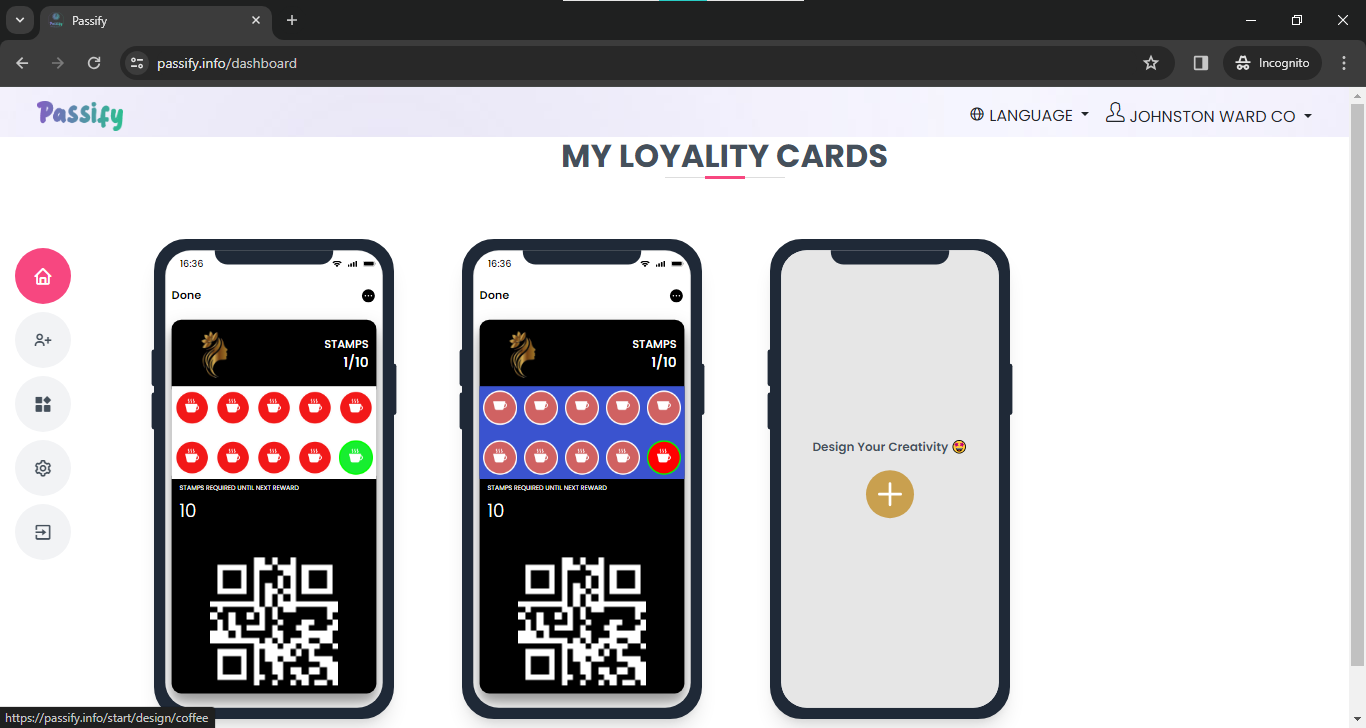 Passify
passify.info/dashboard
Incognito
Passify
LANGUAGE
JOHNSTON WARD CO
MY LOYALITY CARDS
16:36
16:36
Done
Done
STAMPS
1/10
STAMPS
1/10
Design Your Creativity 🤩
STAMPS REQUIRED UNTIL NEXT REWARD
10
STAMPS REQUIRED UNTIL NEXT REWARD
10
https://passify.info/start/design/coffee